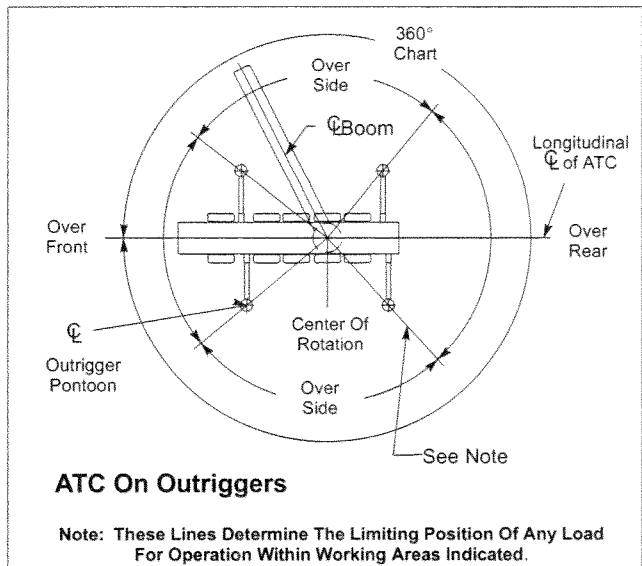 360°
Chart
Over
Side
℄ Boom
Longitudinal
℄ of ATC
Over
Front
Over
Rear
℄
Outrigger
Pontoon
Center Of
Rotation
Over
Side
See Note
ATC On Outriggers
Note: These Lines Determine The Limiting Position Of Any Load
For Operation Within Working Areas Indicated.